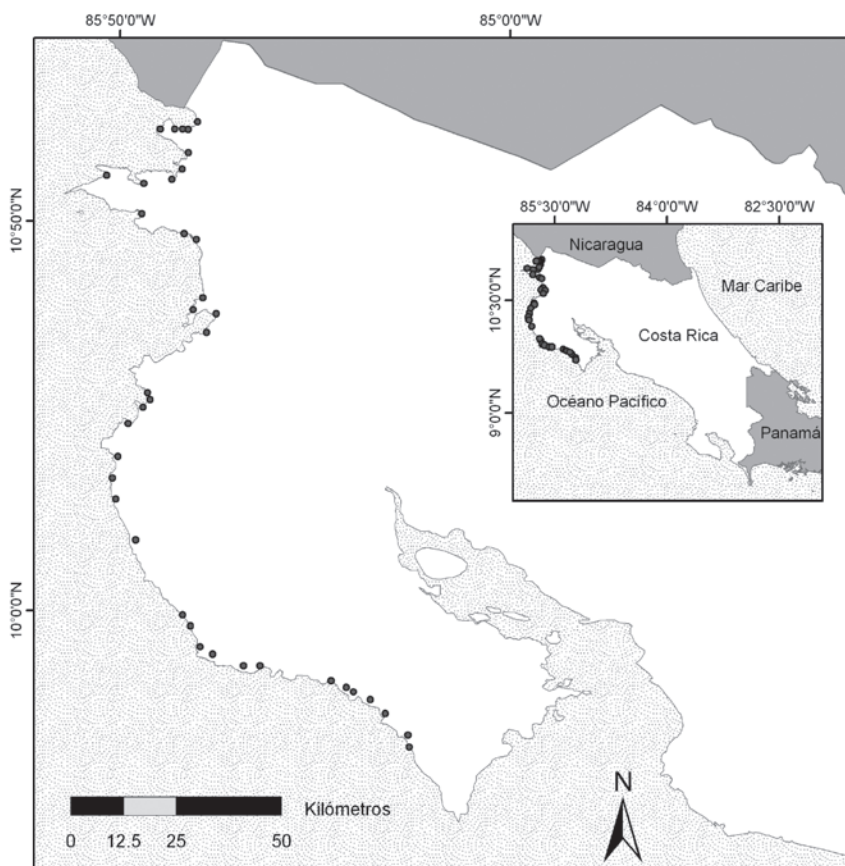 85°50'0"W 85°0'0"W
10°50'0"N
10°0'0"N
85°30'0"W 84°0'0"W 82°30'0"W
10°30'0"N
9°0'0"N
Nicaragua
Mar Caribe
Costa Rica
Océano Pacífico
Panamá
N
Kilómetros
0 12.5 25 50